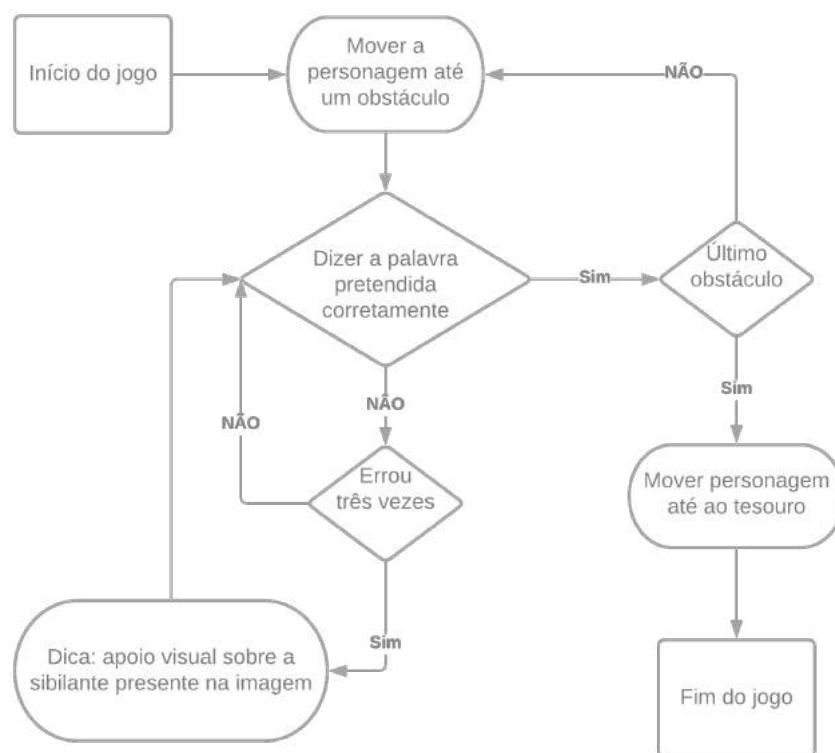 Início do jogo
Mover a
personagem até
um obstáculo
NÃO
Dizer a palavra
pretendida
corretamente
Sim
Último
obstáculo
NÃO
NÃO
Sim
Errou
três vezes
Mover personagem
até ao tesouro
Sim
Dica: apoio visual sobre a
sibilante presente na imagem
Fim do jogo